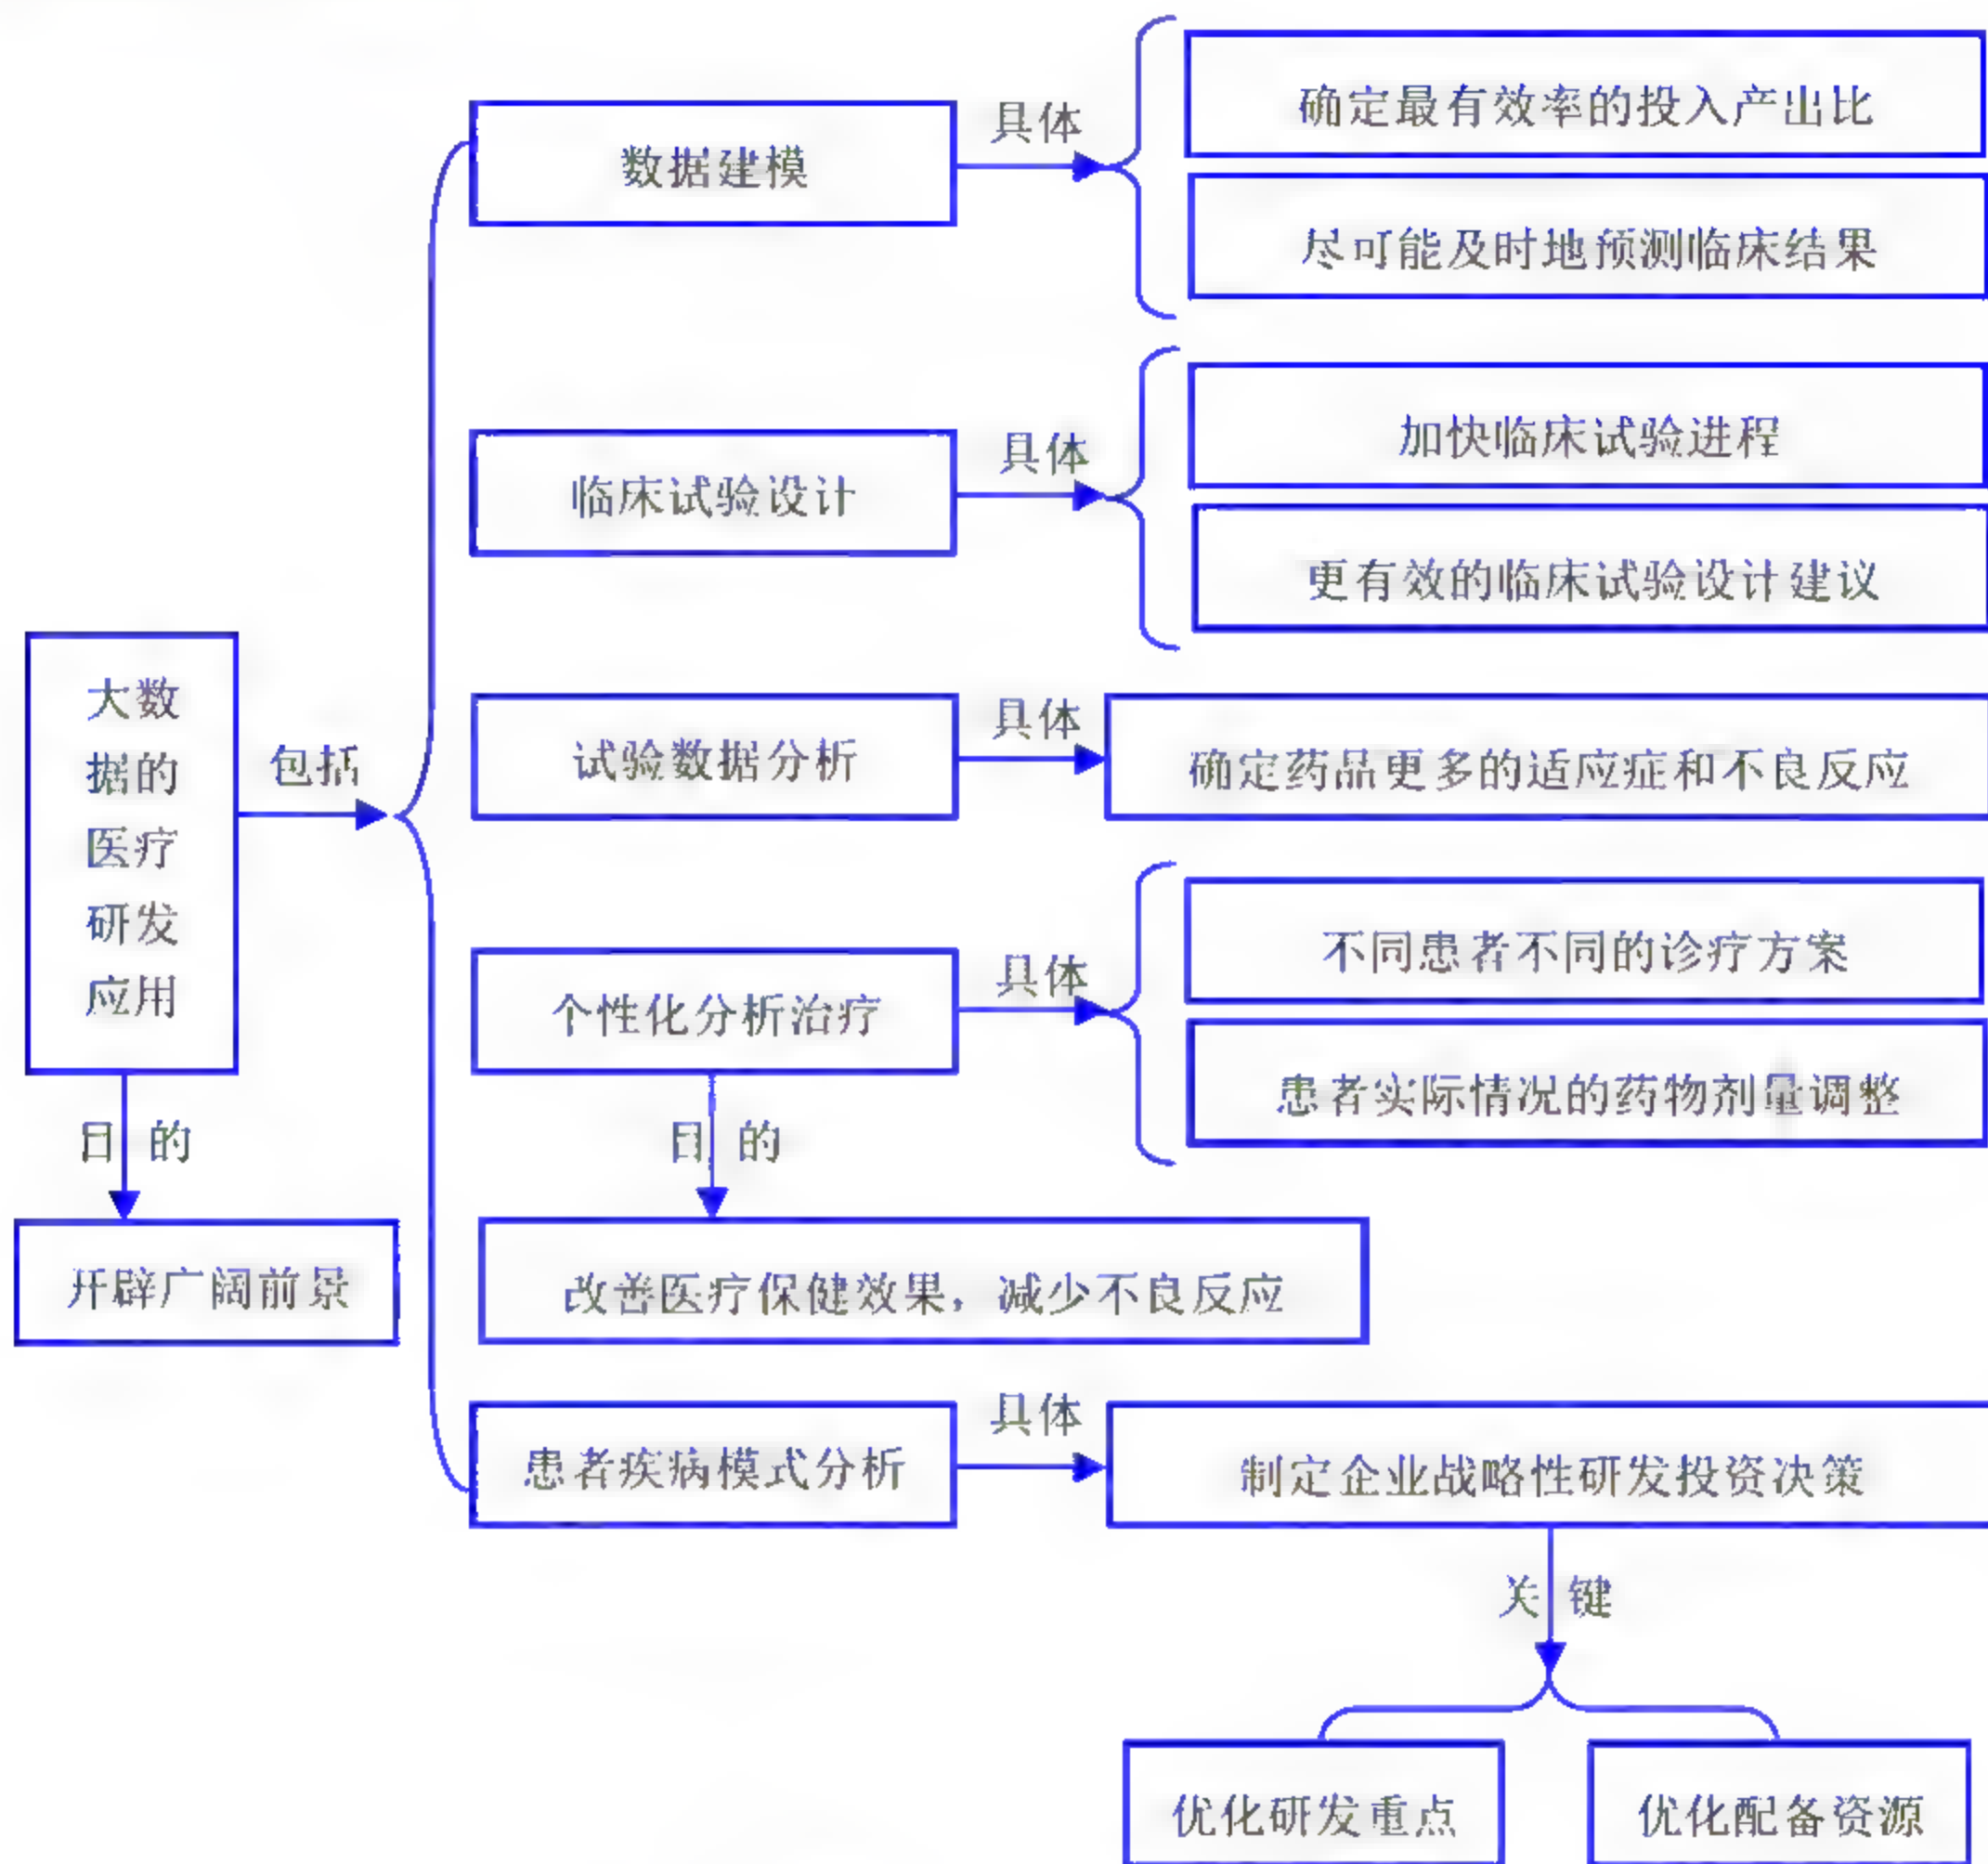 大数
据的
医疗
研发
应用
包括
目的
开辟广阔前景
数据建模
具体
确定最有效率的投入产出比
尽可能及时地预测临床结果
临床试验设计
具体
加快临床试验进程
更有效的临床试验设计建议
试验数据分析
具体
确定药品更多的适应症和不良反应
个性化分析治疗
具体
不同患者不同的诊疗方案
患者实际情况的药物剂量调整
目的
改善医疗保健效果，减少不良反应
患者疾病模式分析
具体
制定企业战略性研发投资决策
关键
优化研发重点
优化配备资源